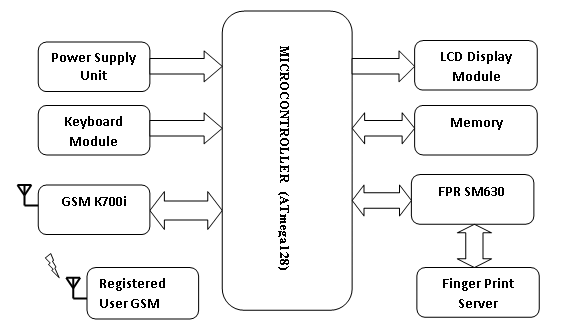 Power Supply
Unit
Keyboard
Module
GSM K700i
Registered
User GSM
MICROCONTROLLER (ATmega128)
LCD Display
Module
Memory
FPR SM630
Finger Print
Server